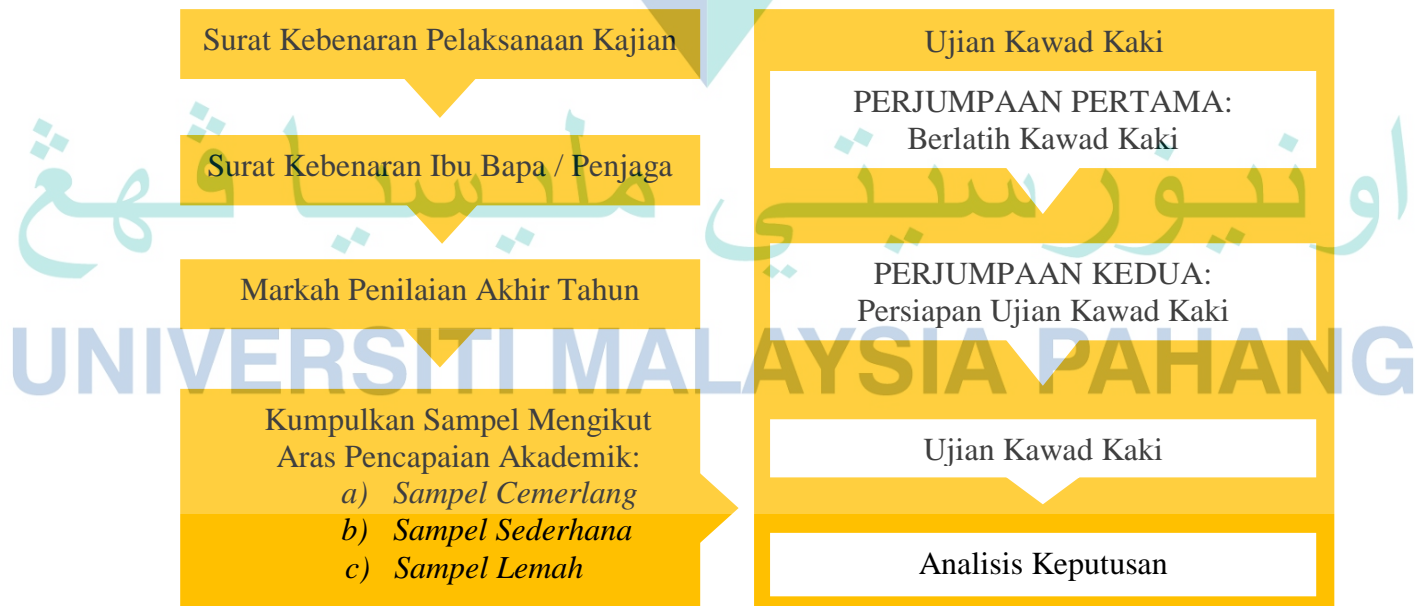 Surat Kebenaran Pelaksanaan Kajian
Surat Kebenaran Ibu Bapa / Penjaga
Markah Penilaian Akhir Tahun
Kumpulkan Sampel Mengikut
Aras Pencapaian Akademik:
a) Sampel Cemerlang
b) Sampel Sederhana
c) Sampel Lemah
Ujian Kawad Kaki
PERJUMPAAN PERTAMA:
Berlatih Kawad Kaki
PERJUMPAAN KEDUA:
Persiapan Ujian Kawad Kaki
Ujian Kawad Kaki
Analisis Keputusan
اونيۏرسيتي مليسيا ڤهڠ
UNIVERSITI MALAYSIA PAHANG